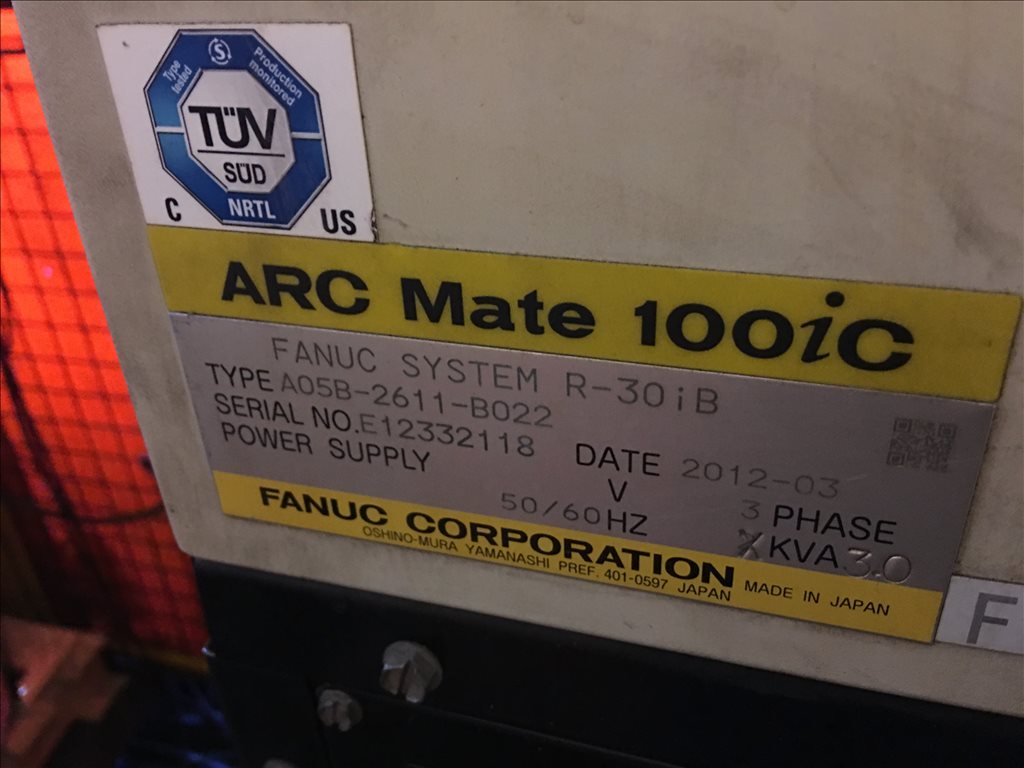 Type tested
Production monitored
TÜV
SÜD
NRTL
C US
ARC Mate 100iC
FANUC SYSTEM R-30iB
TYPE A05B-2611-B022
SERIAL NO. E12332118 DATE 2012-03
POWER SUPPLY V 3 PHASE
50/60HZ KVA 3.0
FANUC CORPORATION
OSHINO-MURA YAMANASHI PREF. 401-0597 JAPAN MADE IN JAPAN
F